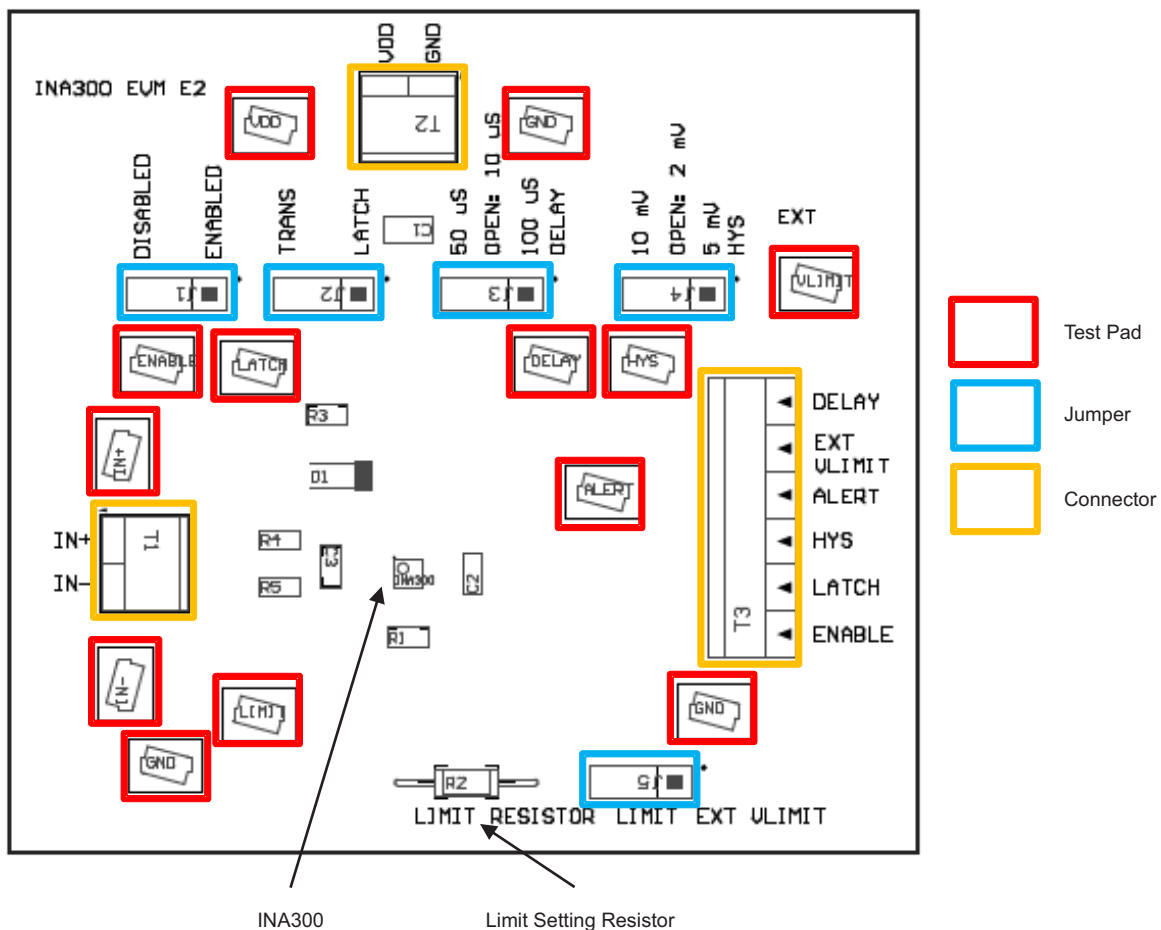 VDD
GND
INA300 EVM E2
VDD
T2
GND
DISABLED
ENABLED
TRANS
LATCH
C1
50 uS
OPEN: 10 uS
100 uS
DELAY
10 mV
OPEN: 2 mV
5 mV
HYS
EXT
VLIMIT
J1
J2
J3
J4
ENABLE
LATCH
DELAY
HYS
Test Pad
Jumper
Connector
R3
IN+
D1
ALERT
DELAY
EXT
VLIMIT
ALERT
HYS
LATCH
ENABLE
T3
IN+
IN-
T1
R4
R5
C3
INA300
C2
R1
IN-
LIMIT
GND
GND
R2
J5
LIMIT RESISTOR
LIMIT
EXT VLIMIT
INA300
Limit Setting Resistor